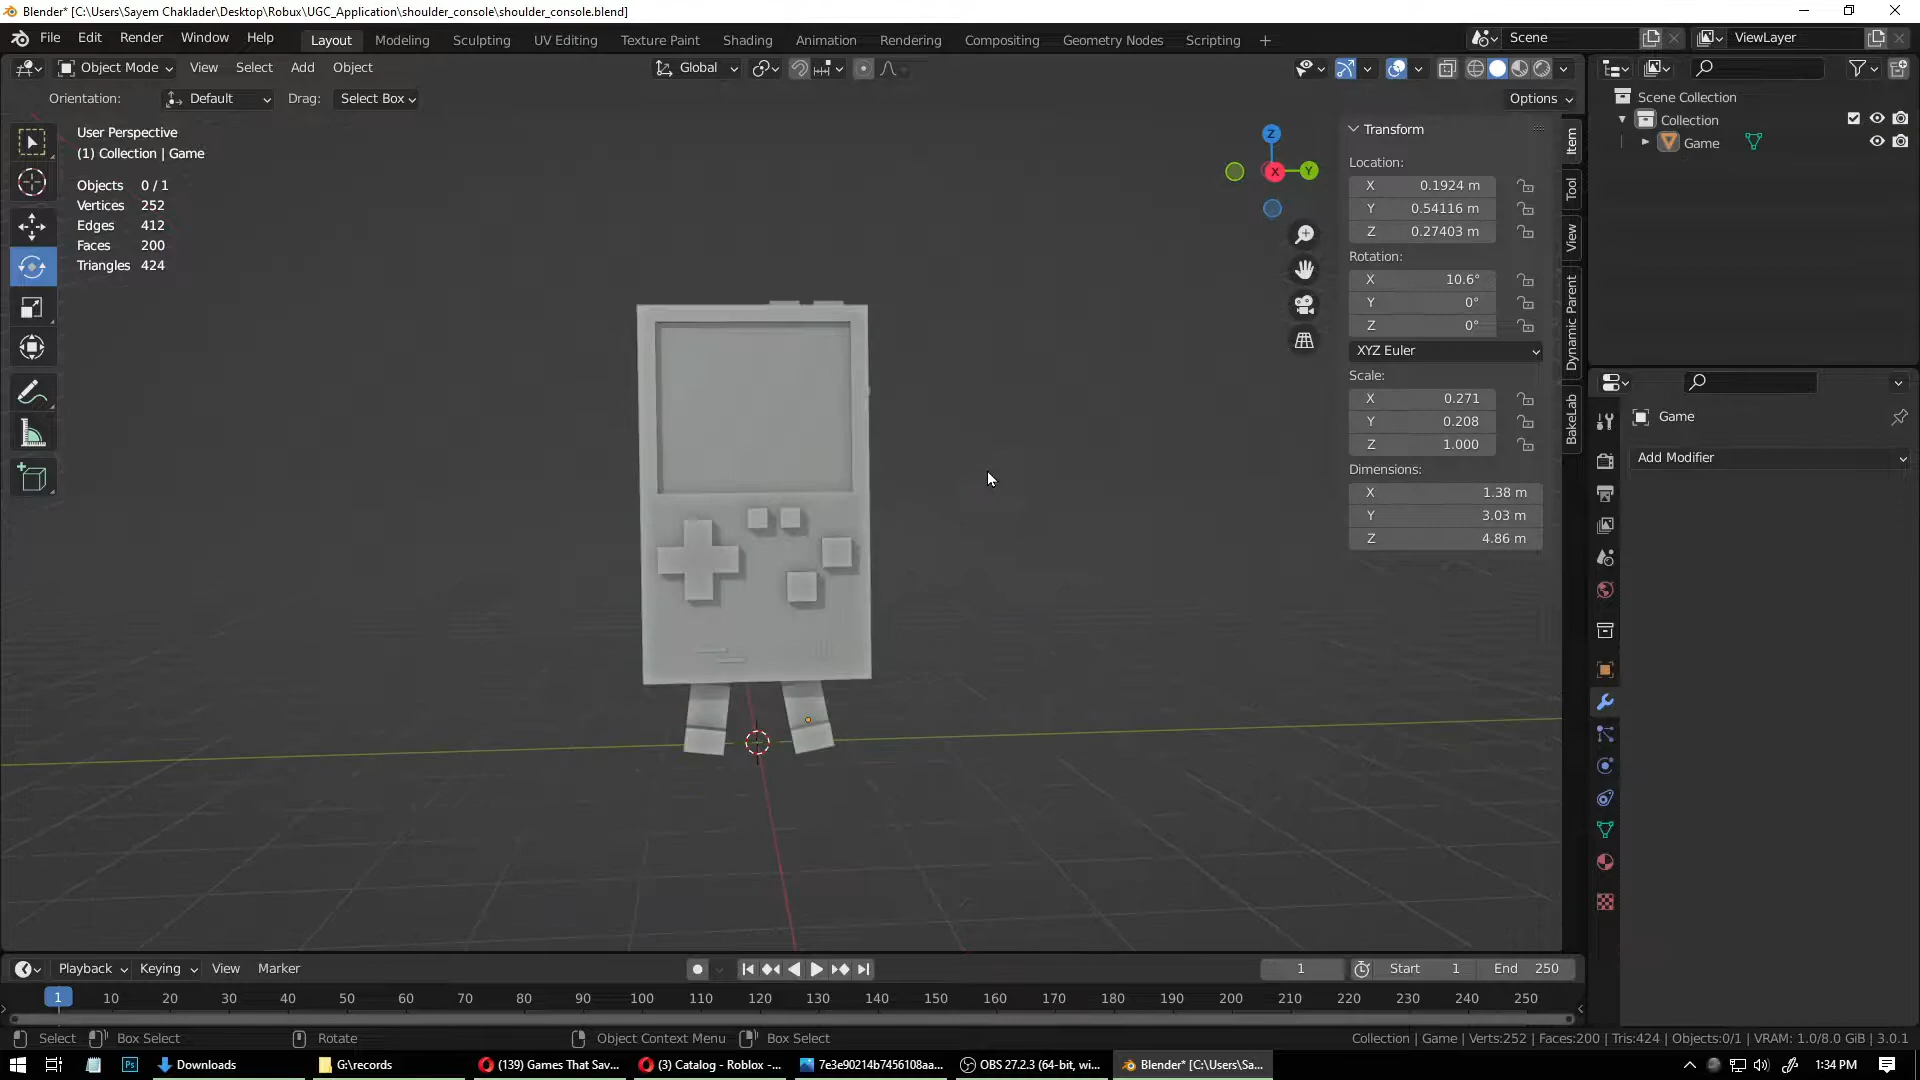 Blender* [C:\Users\Sayem Chaklader\Desktop\Robux\UGC_Application\shoulder_console\shoulder_console.blend]
File Edit Render Window Help Layout Modeling Sculpting UV Editing Texture Paint Shading Animation Rendering Compositing Geometry Nodes Scripting + Scene ViewLayer
Object Mode View Select Add Object Global
Orientation: Default Drag: Select Box Options
User Perspective
(1) Collection | Game
Objects 0 / 1
Vertices 252
Edges 412
Faces 200
Triangles 424
Z
X
Y
Transform
Location:
X 0.1924 m
Y 0.54116 m
Z 0.27403 m
Rotation:
X 10.6°
Y 0°
Z 0°
XYZ Euler
Scale:
X 0.271
Y 0.208
Z 1.000
Dimensions:
X 1.38 m
Y 3.03 m
Z 4.86 m
Item
Tool
View
Dynamic Parent
BakeLab
Scene Collection
Collection
Game
Game
Add Modifier
Playback Keying View Marker 1 Start 1 End 250
1 10 20 30 40 50 60 70 80 90 100 110 120 130 140 150 160 170 180 190 200 210 220 230 240 250
Select Box Select Rotate Object Context Menu Box Select Collection | Game | Verts:252 | Faces:200 | Tris:424 | Objects:0/1 | VRAM: 1.0/8.0 GiB | 3.0.1
Ps Downloads G:\records (139) Games That Sav... (3) Catalog - Roblox -... 7e3e90214b7456108aa... OBS 27.2.3 (64-bit, wi... Blender* [C:\Users\Sa... 1:34 PM